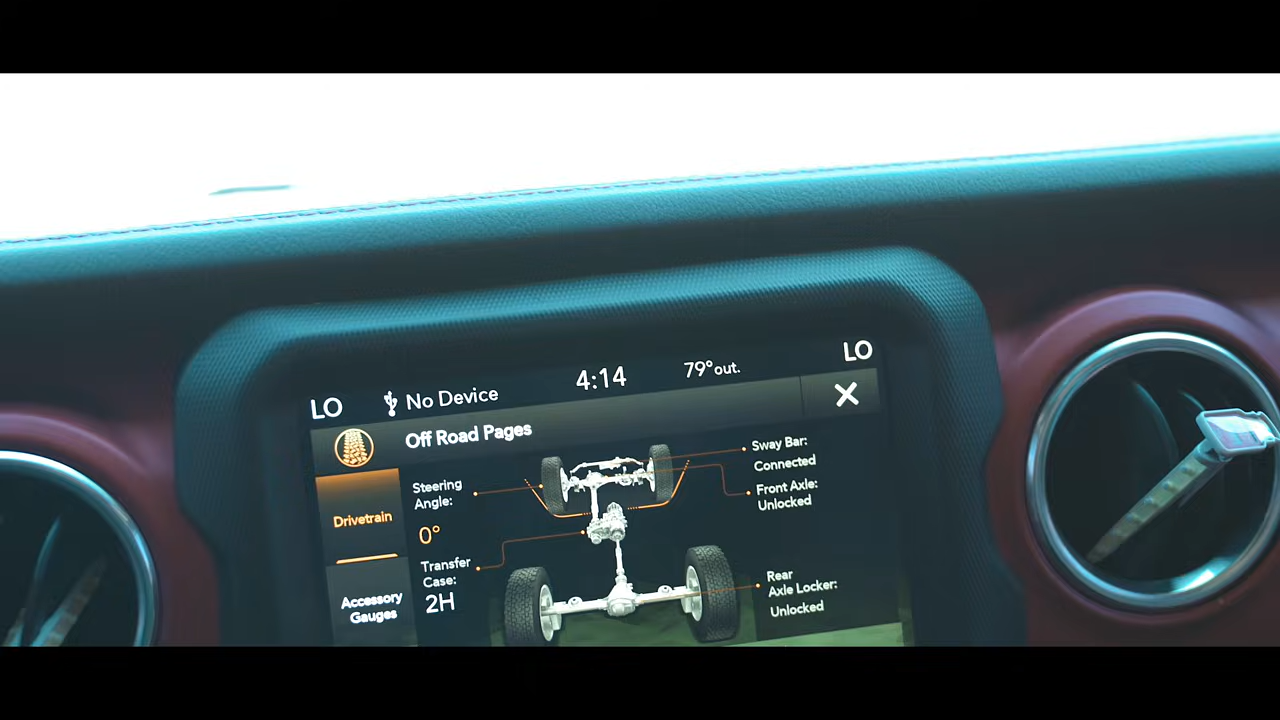 LO
No Device
4:14
79°out.
LO
Off Road Pages
X
Drivetrain
Accessory
Gauges
Steering
Angle:
0°
Transfer
Case:
2H
Sway Bar:
Connected
Front Axle:
Unlocked
Rear
Axle Locker:
Unlocked